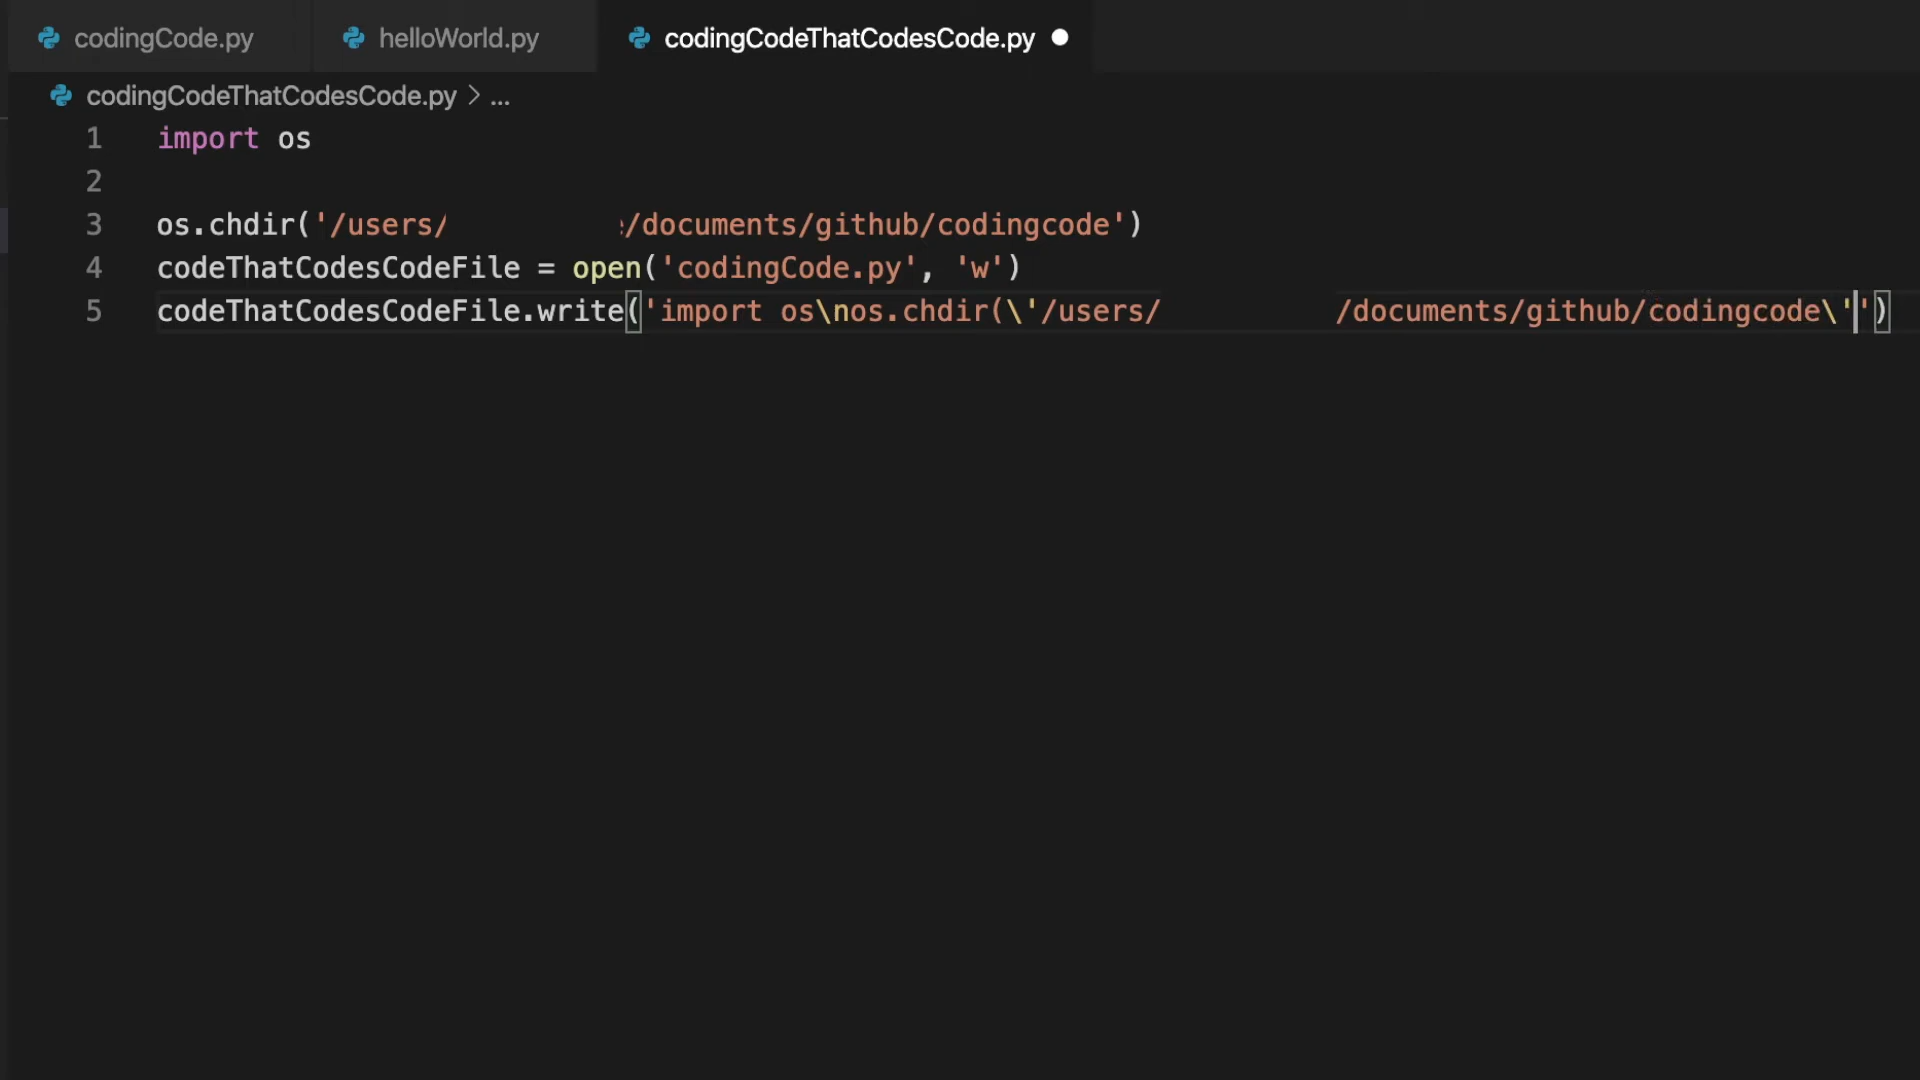 codingCode.py helloWorld.py codingCodeThatCodesCode.py
codingCodeThatCodesCode.py > ...
1 import os
2
3 os.chdir('/users/ /documents/github/codingcode')
4 codeThatCodesCodeFile = open('codingCode.py', 'w')
5 codeThatCodesCodeFile.write('import os\nos.chdir(\'/users/ /documents/github/codingcode\'')